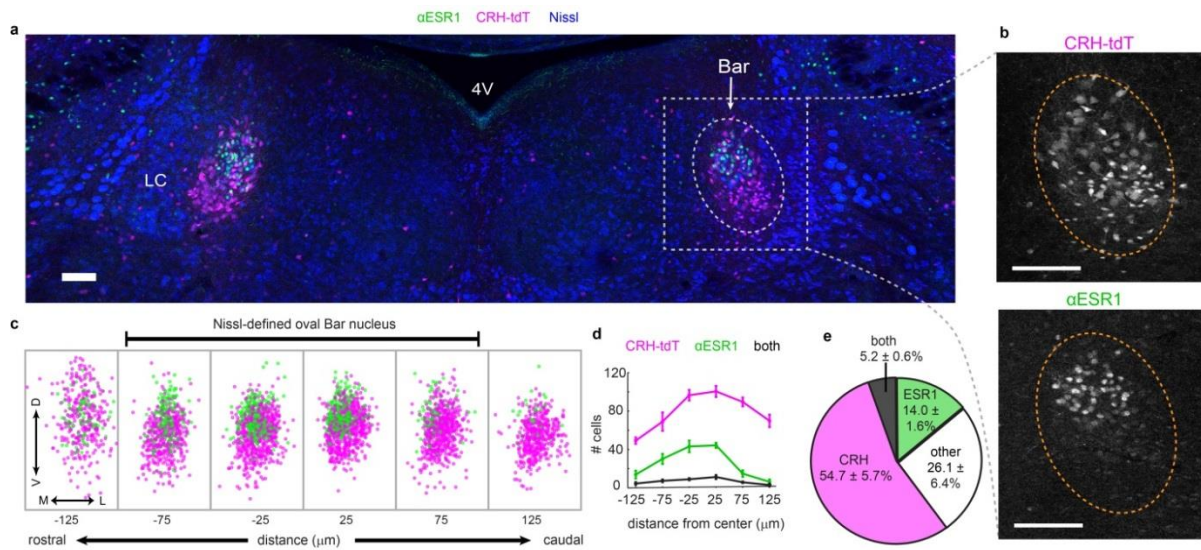 αESR1 CRH-tdT Nissl
a
4V
Bar
LC
b
CRH-tdT
αESR1
c
Nissl-defined oval Bar nucleus
D
V
M L
-125 -75 -25 25 75 125
rostral distance (μm) caudal
d
CRH-tdT αESR1 both
120
80
40
0
# cells
-125 -75 -25 25 75 125
distance from center (μm)
e
both
5.2 ± 0.6%
ESR1
14.0 ±
1.6%
other
26.1 ±
6.4%
CRH
54.7 ± 5.7%